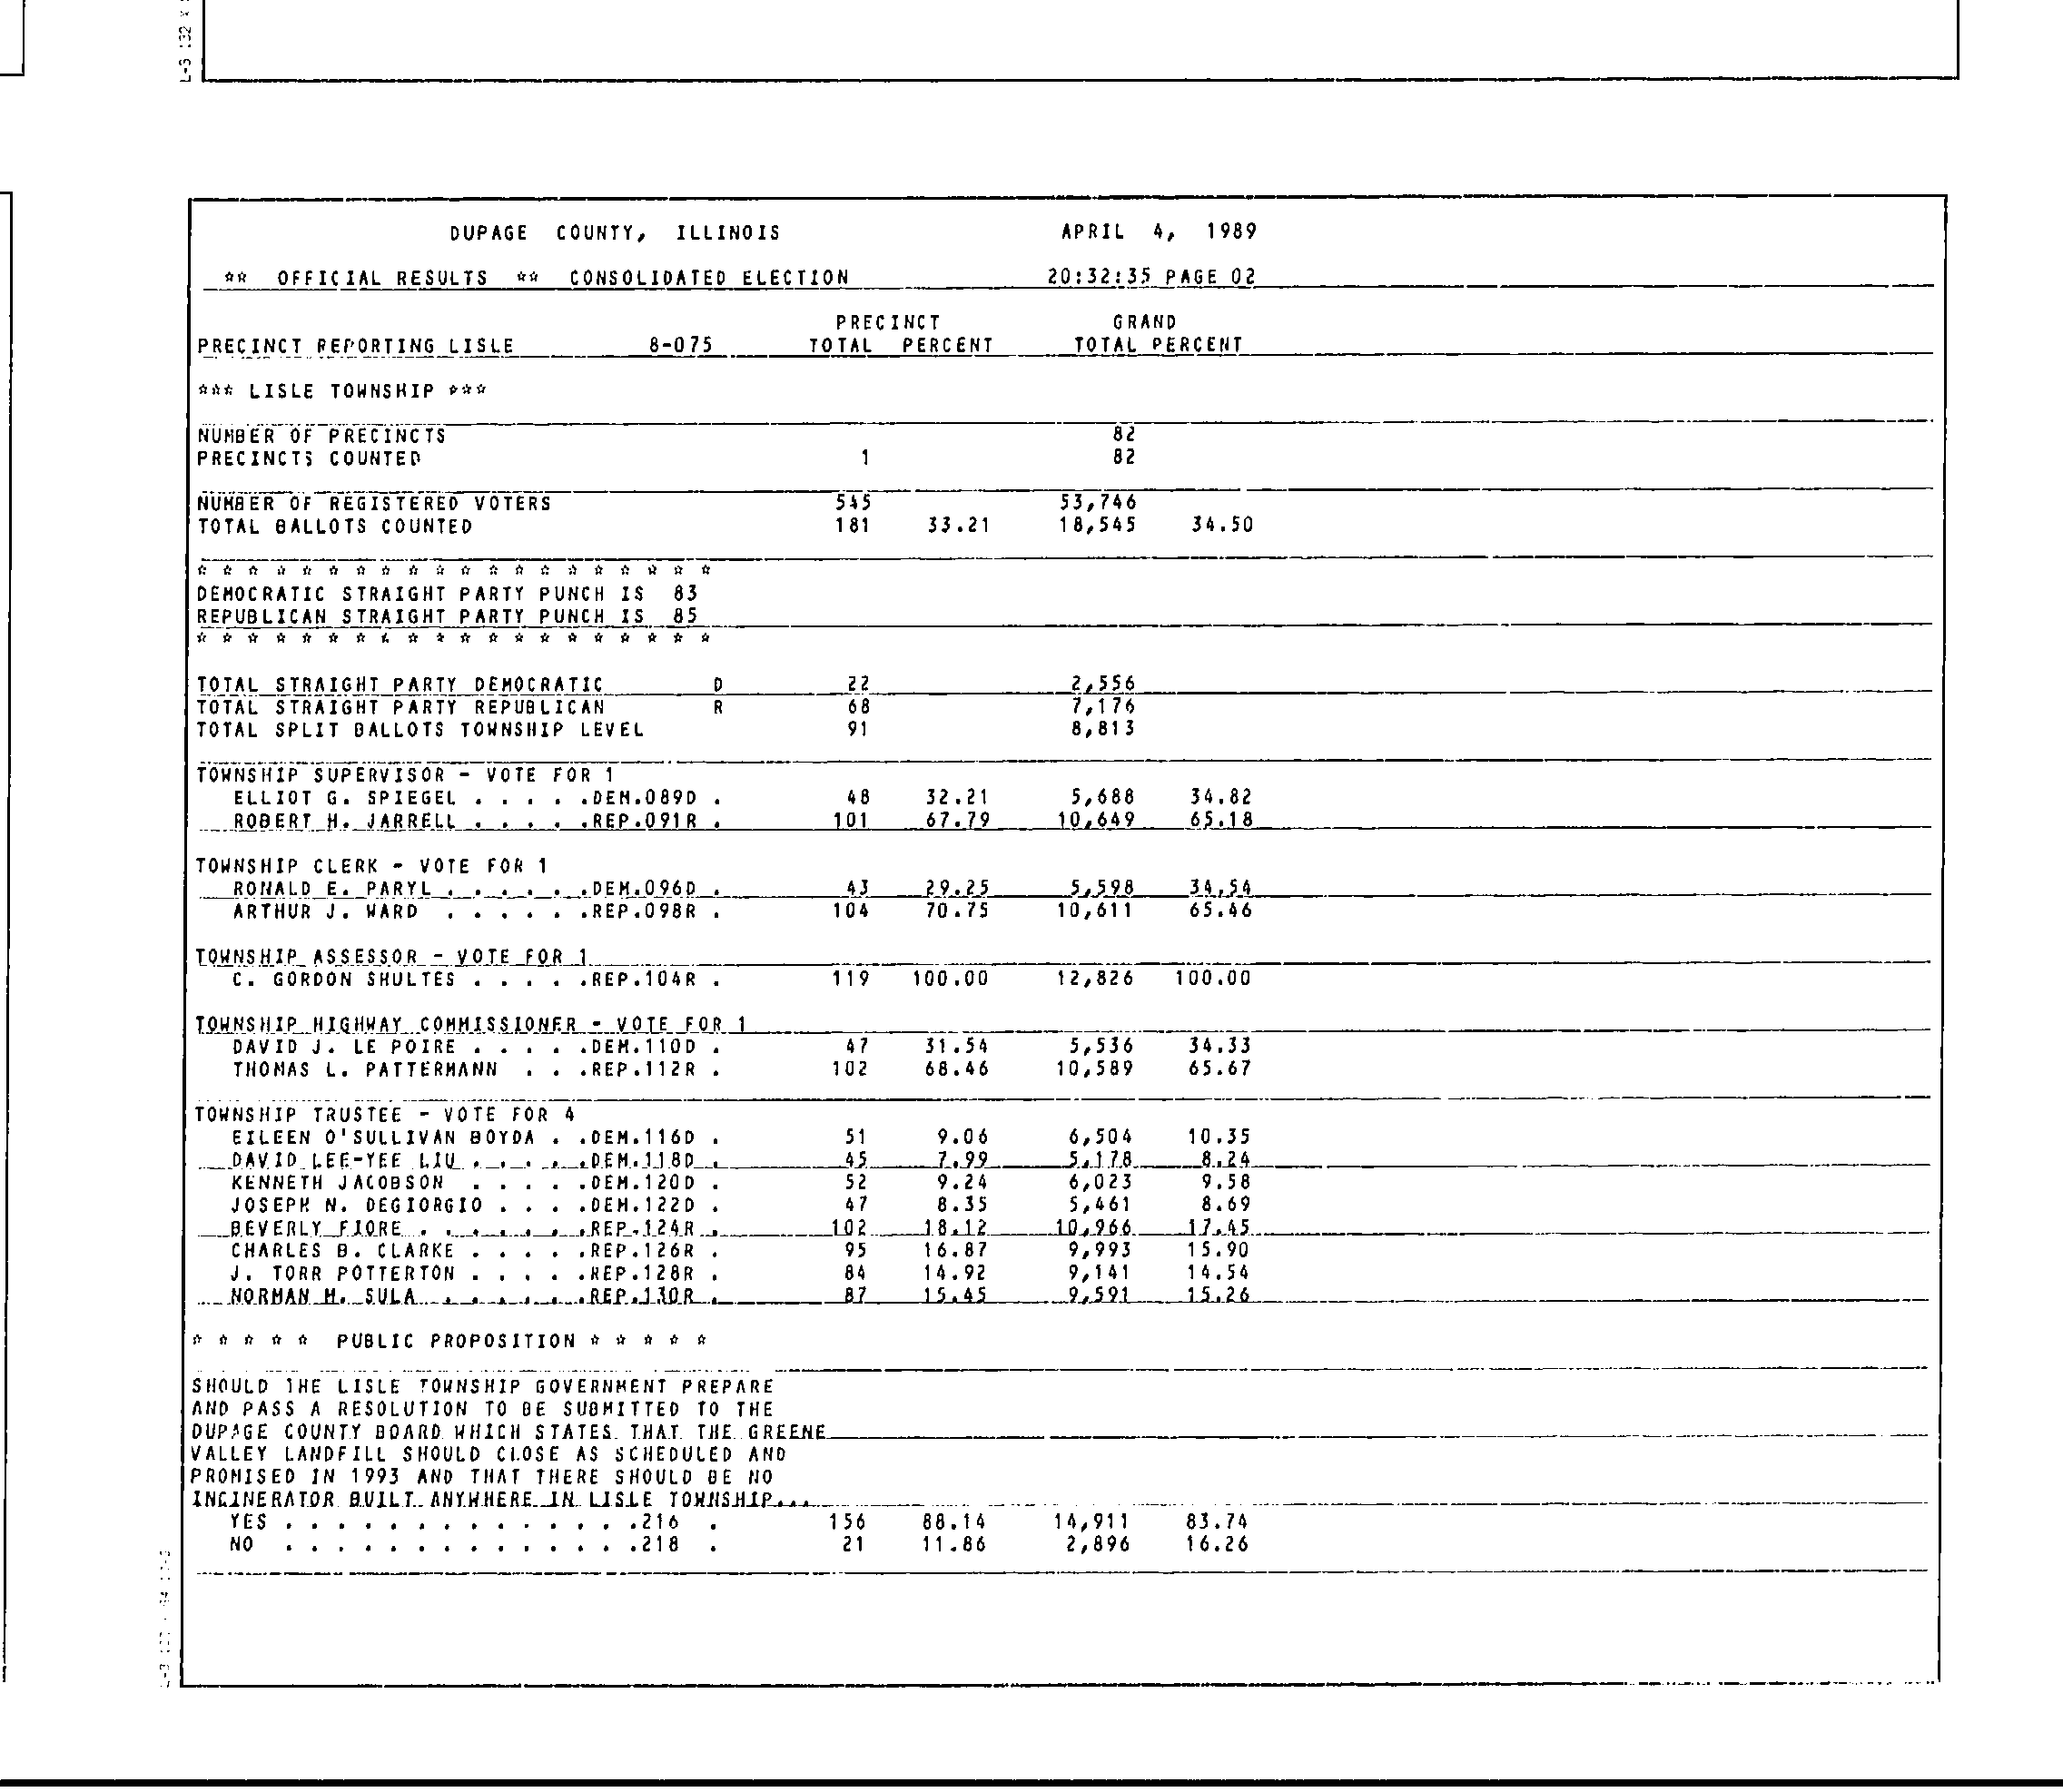 L-3 132 X
DUPAGE COUNTY, ILLINOIS APRIL 4, 1989
** OFFICIAL RESULTS ** CONSOLIDATED ELECTION 20:32:35 PAGE 02
PRECINCT GRAND
PRECINCT REPORTING LISLE 8-075 TOTAL PERCENT TOTAL PERCENT
*** LISLE TOWNSHIP ***
NUMBER OF PRECINCTS 82
PRECINCTS COUNTED 1 82
NUMBER OF REGISTERED VOTERS 545 53,746
TOTAL BALLOTS COUNTED 181 33.21 18,545 34.50
* * * * * * * * * * * * * * * * * * * *
DEMOCRATIC STRAIGHT PARTY PUNCH IS 83
REPUBLICAN STRAIGHT PARTY PUNCH IS 85
* * * * * * * * * * * * * * * * * * * *
TOTAL STRAIGHT PARTY DEMOCRATIC D 22 2,556
TOTAL STRAIGHT PARTY REPUBLICAN R 68 7,176
TOTAL SPLIT BALLOTS TOWNSHIP LEVEL 91 8,813
TOWNSHIP SUPERVISOR - VOTE FOR 1
ELLIOT G. SPIEGEL . . . . .DEM.089D . 48 32.21 5,688 34.82
ROBERT H. JARRELL . . . . .REP.091R . 101 67.79 10,649 65.18
TOWNSHIP CLERK - VOTE FOR 1
RONALD E. PARYL . . . . . .DEM.096D . 43 29.25 5,598 34.54
ARTHUR J. WARD . . . . . .REP.098R . 104 70.75 10,611 65.46
TOWNSHIP ASSESSOR - VOTE FOR 1
C. GORDON SHULTES . . . . .REP.104R . 119 100.00 12,826 100.00
TOWNSHIP HIGHWAY COMMISSIONER - VOTE FOR 1
DAVID J. LE POIRE . . . . .DEM.110D . 47 31.54 5,536 34.33
THOMAS L. PATTERMANN . . .REP.112R . 102 68.46 10,589 65.67
TOWNSHIP TRUSTEE - VOTE FOR 4
EILEEN O'SULLIVAN BOYDA . .DEM.116D . 51 9.06 6,504 10.35
DAVID LEE-YEE LIU . . . . .DEM.118D . 45 7.99 5,178 8.24
KENNETH JACOBSON . . . . .DEM.120D . 52 9.24 6,023 9.58
JOSEPH N. DEGIORGIO . . . .DEM.122D . 47 8.35 5,461 8.69
BEVERLY FIORE . . . . . . .REP.124R . 102 18.12 10,966 17.45
CHARLES B. CLARKE . . . . .REP.126R . 95 16.87 9,993 15.90
J. TORR POTTERTON . . . . .REP.128R . 84 14.92 9,141 14.54
NORMAN M. SULA . . . . . .REP.130R . 87 15.45 9,591 15.26
* * * * * PUBLIC PROPOSITION * * * * *
SHOULD THE LISLE TOWNSHIP GOVERNMENT PREPARE
AND PASS A RESOLUTION TO BE SUBMITTED TO THE
DUPAGE COUNTY BOARD WHICH STATES THAT THE GREENE
VALLEY LANDFILL SHOULD CLOSE AS SCHEDULED AND
PROMISED IN 1993 AND THAT THERE SHOULD BE NO
INCINERATOR BUILT ANYWHERE IN LISLE TOWNSHIP...
YES . . . . . . . . . . . . . .216 . 156 88.14 14,911 83.74
NO . . . . . . . . . . . . . .218 . 21 11.86 2,896 16.26